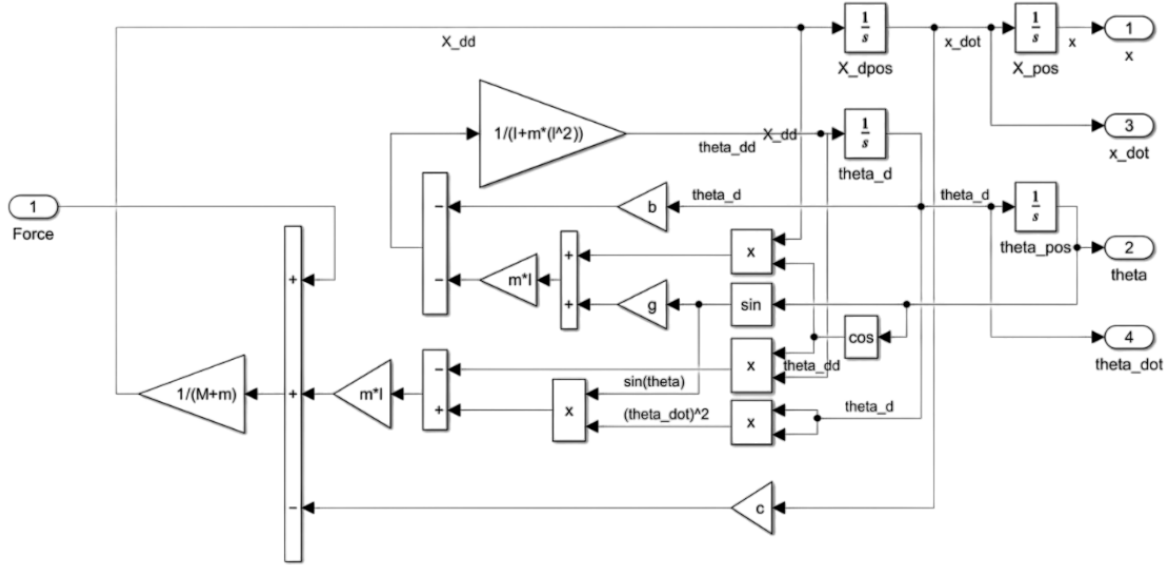 1
s
X_dd
X_dpos
x_dot
1
s
X_pos
x
1
x
1/(I+m*(l^2))
X_dd
theta_dd
1
s
theta_d
3
x_dot
1
Force
−
b
theta_d
theta_d
1
s
theta_pos
2
theta
+
−
m*l
+
+
x
g
sin
cos
4
theta_dot
1/(M+m)
+
m*l
−
+
x
theta_dd
sin(theta)
x
(theta_dot)^2
x
theta_d
−
c